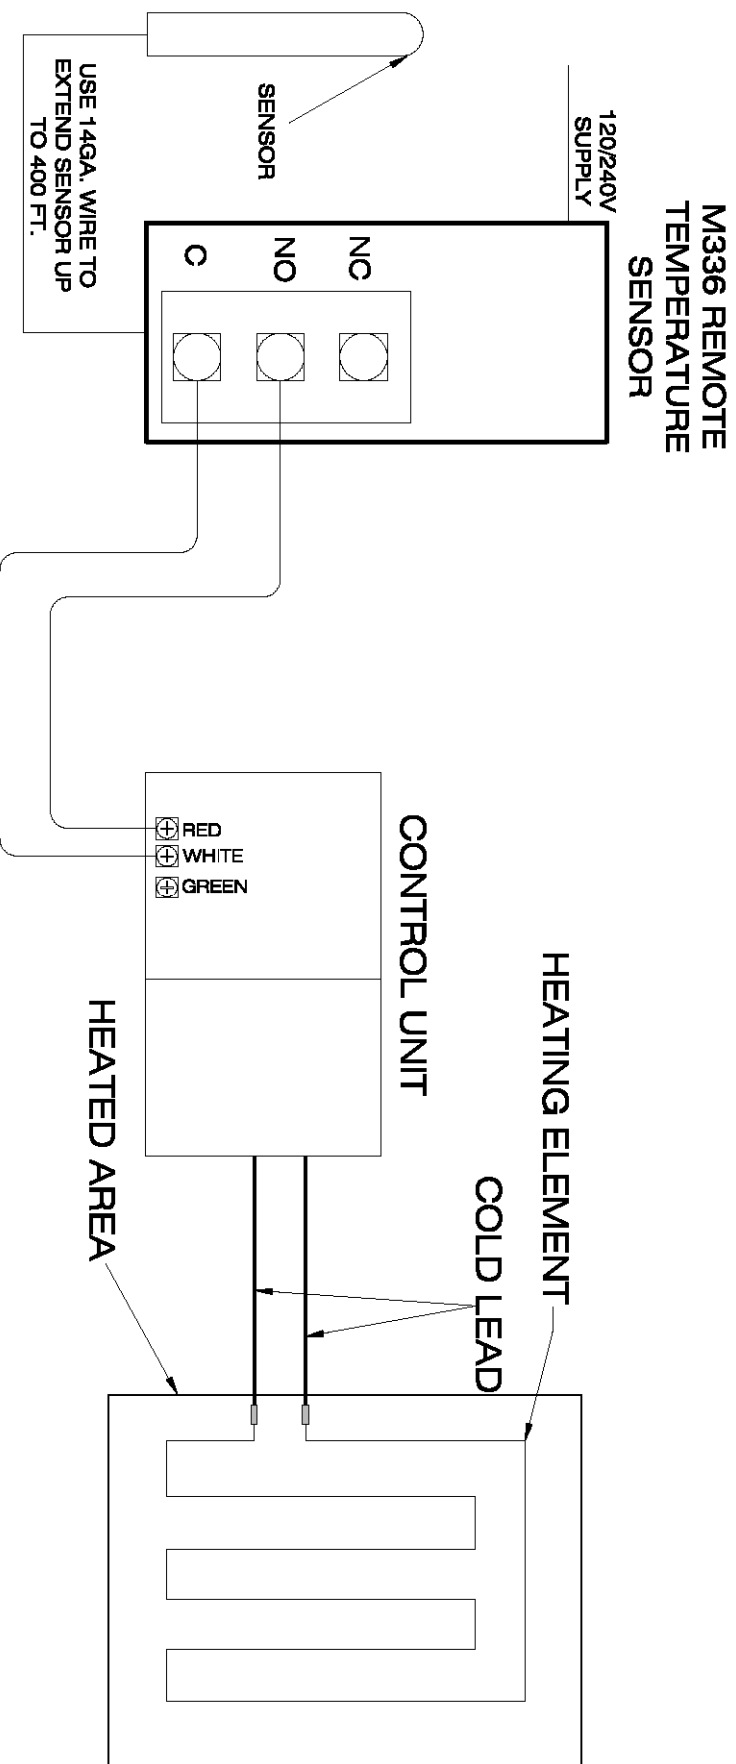 M336 REMOTE
TEMPERATURE
SENSOR
120/240V
SUPPLY
SENSOR
USE 14GA. WIRE TO
EXTEND SENSOR UP
TO 400 FT.
NC
NO
C
CONTROL UNIT
RED
WHITE
GREEN
HEATING ELEMENT
COLD LEAD
HEATED AREA